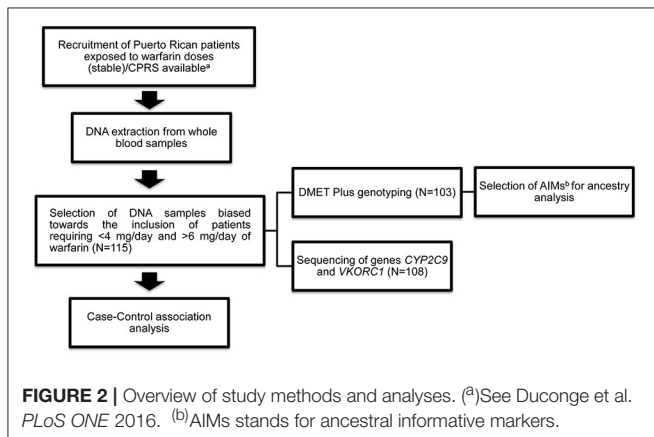 Recruitment of Puerto Rican patients
exposed to warfarin doses
(stable)/CPRS availableᵃ
DNA extraction from whole
blood samples
Selection of DNA samples biased
towards the inclusion of patients
requiring <4 mg/day and >6 mg/day of
warfarin (N=115)
DMET Plus genotyping (N=103)
Selection of AIMsᵇ for ancestry
analysis
Sequencing of genes CYP2C9
and VKORC1 (N=108)
Case-Control association
analysis
FIGURE 2 | Overview of study methods and analyses. (ᵃ)See Duconge et al.
PLoS ONE 2016. ⁽ᵇ⁾AIMs stands for ancestral informative markers.